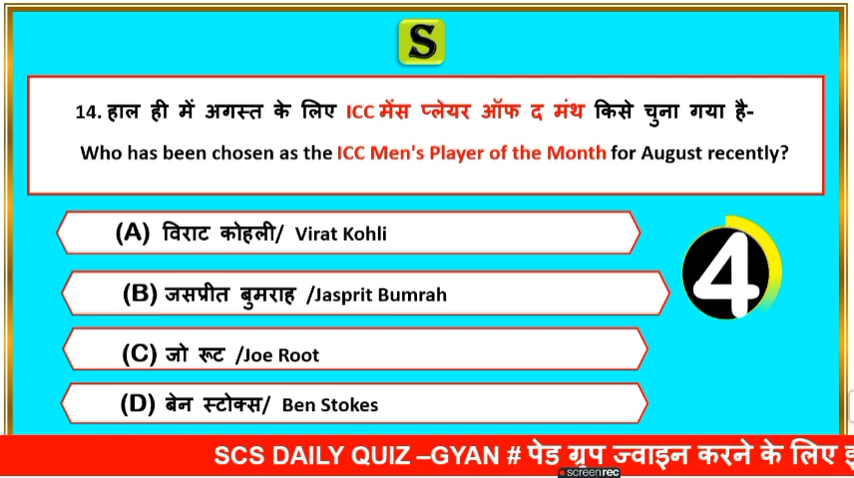 S
14. हाल ही में अगस्त के लिए ICC मेंस प्लेयर ऑफ द मंथ किसे चुना गया है-
Who has been chosen as the ICC Men's Player of the Month for August recently?
(A) विराट कोहली/ Virat Kohli
(B) जसप्रीत बुमराह /Jasprit Bumrah
4
(C) जो रूट /Joe Root
(D) बेन स्टोक्स/ Ben Stokes
SCS DAILY QUIZ –GYAN # पेड ग्रुप ज्वाइन करने के लिए
screenrec